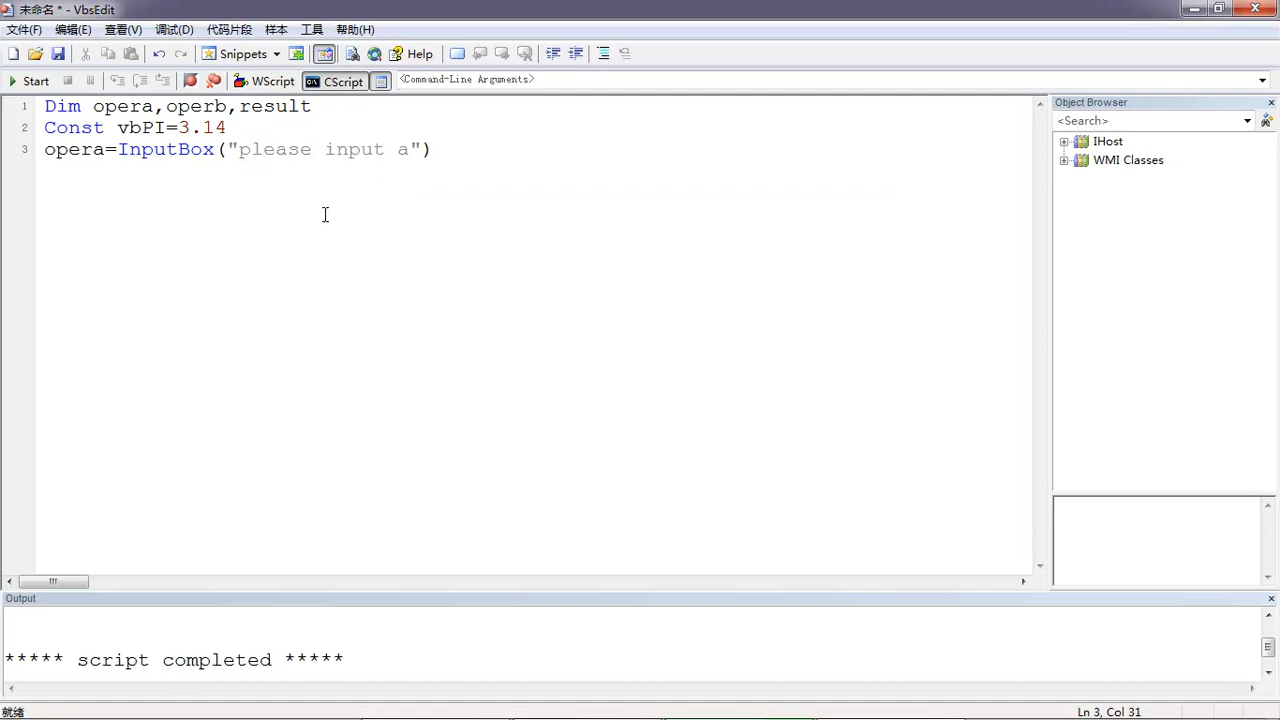 未命名 * - VbsEdit
文件(F) 编辑(E) 查看(V) 调试(D) 代码片段 样本 工具 帮助(H)
Snippets Help
Start WScript CScript <Command-Line Arguments>
1 Dim opera,operb,result
2 Const vbPI=3.14
3 opera=InputBox("please input a")
Object Browser
<Search>
IHost
WMI Classes
Output
***** script completed *****
就绪 Ln 3, Col 31